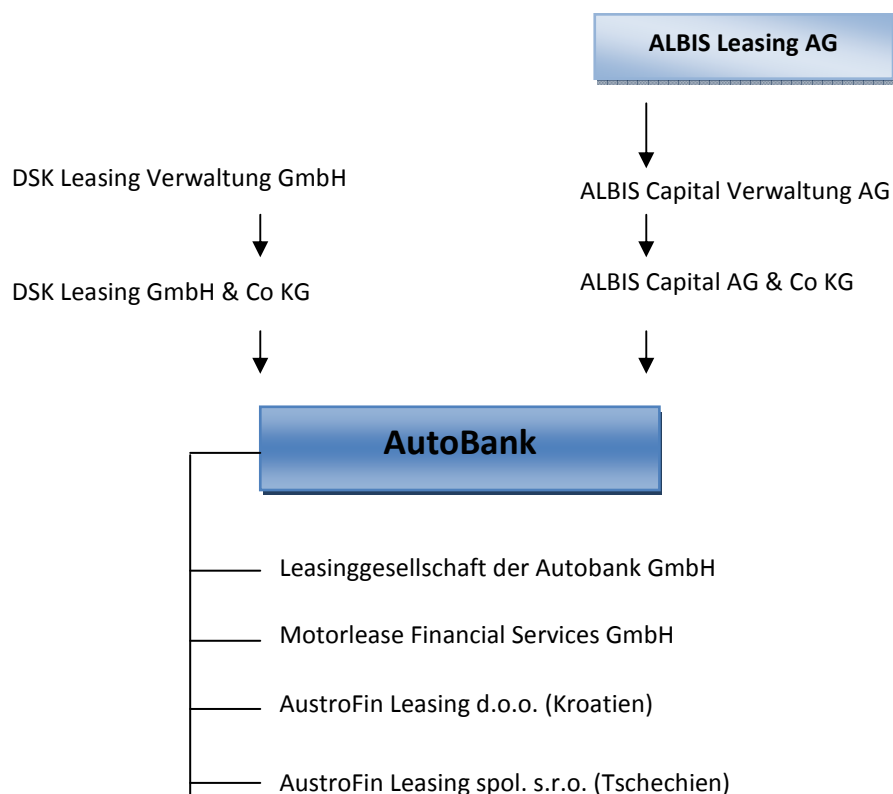 ALBIS Leasing AG
DSK Leasing Verwaltung GmbH
ALBIS Capital Verwaltung AG
DSK Leasing GmbH & Co KG
ALBIS Capital AG & Co KG
AutoBank
Leasinggesellschaft der Autobank GmbH
Motorlease Financial Services GmbH
AustroFin Leasing d.o.o. (Kroatien)
AustroFin Leasing spol. s.r.o. (Tschechien)